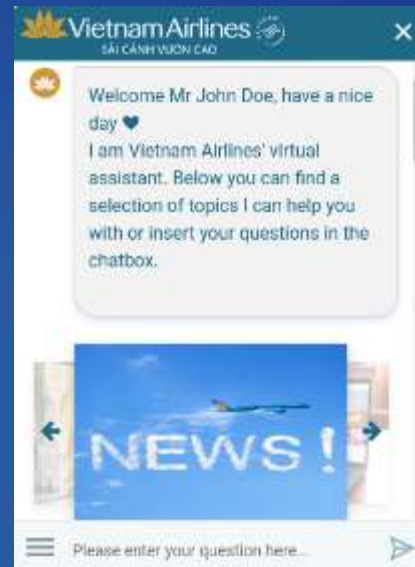 Vietnam Airlines
SẢI CÁNH VƯƠN CAO
Welcome Mr John Doe, have a nice
day ♥
I am Vietnam Airlines' virtual
assistant. Below you can find a
selection of topics I can help you
with or insert your questions in the
chatbox.
NEWS!
Please enter your question here...